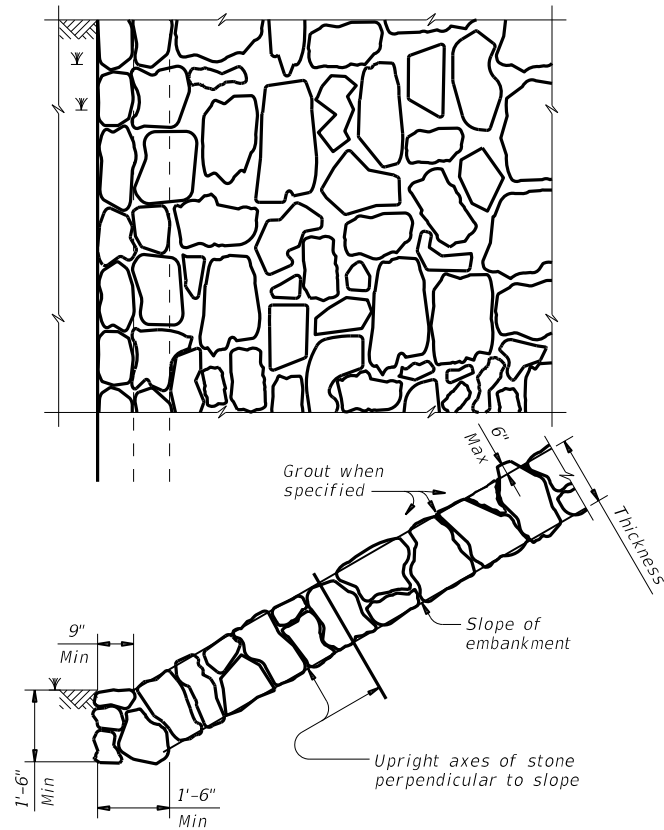 6"
Max
Grout when
specified
Thickness
Slope of
embankment
9"
Min
1'-6"
Min
1'-6"
Min
Upright axes of stone
perpendicular to slope